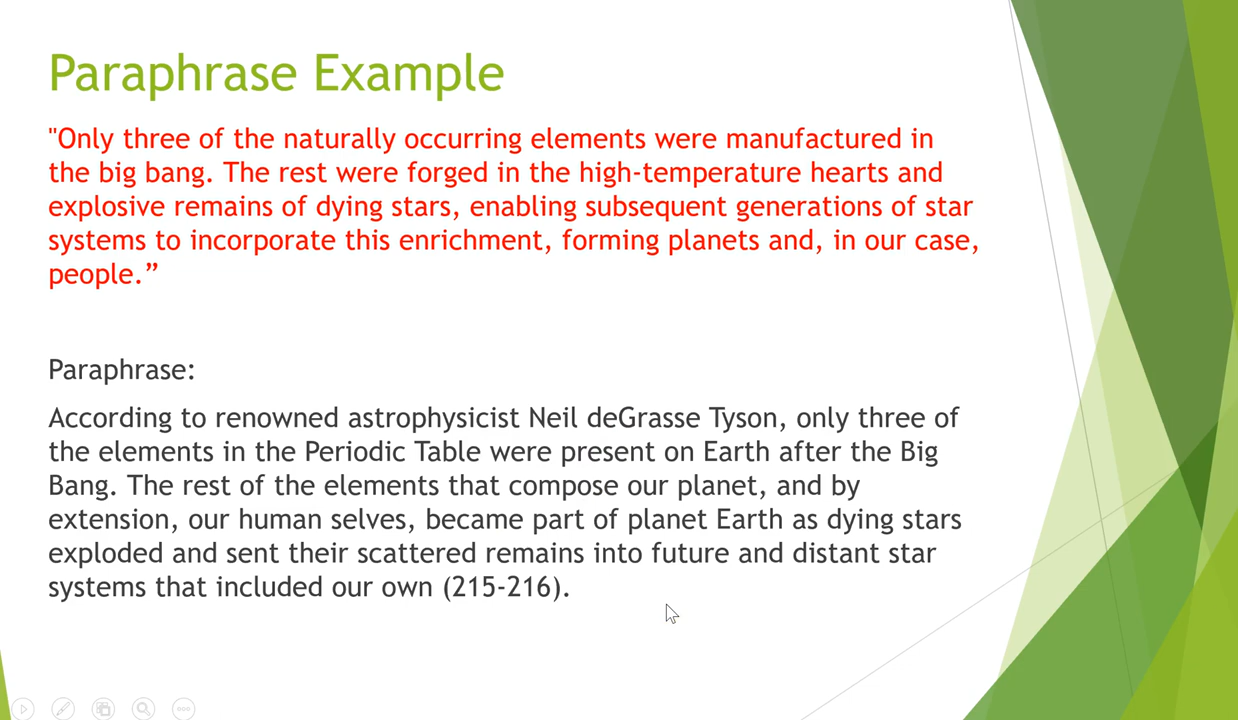 Paraphrase Example
"Only three of the naturally occurring elements were manufactured in
the big bang. The rest were forged in the high-temperature hearts and
explosive remains of dying stars, enabling subsequent generations of star
systems to incorporate this enrichment, forming planets and, in our case,
people.”
Paraphrase:
According to renowned astrophysicist Neil deGrasse Tyson, only three of
the elements in the Periodic Table were present on Earth after the Big
Bang. The rest of the elements that compose our planet, and by
extension, our human selves, became part of planet Earth as dying stars
exploded and sent their scattered remains into future and distant star
systems that included our own (215-216).